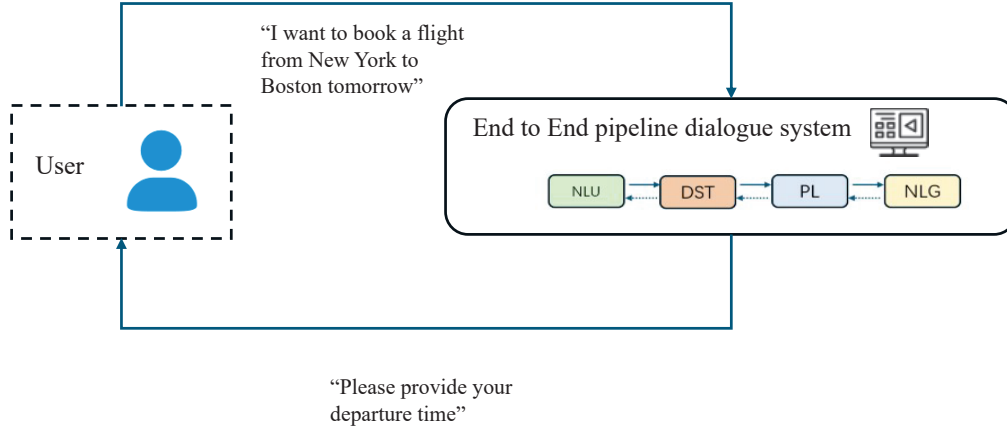 “I want to book a flight
from New York to
Boston tomorrow”
User
End to End pipeline dialogue system
NLU
DST
PL
NLG
“Please provide your
departure time”